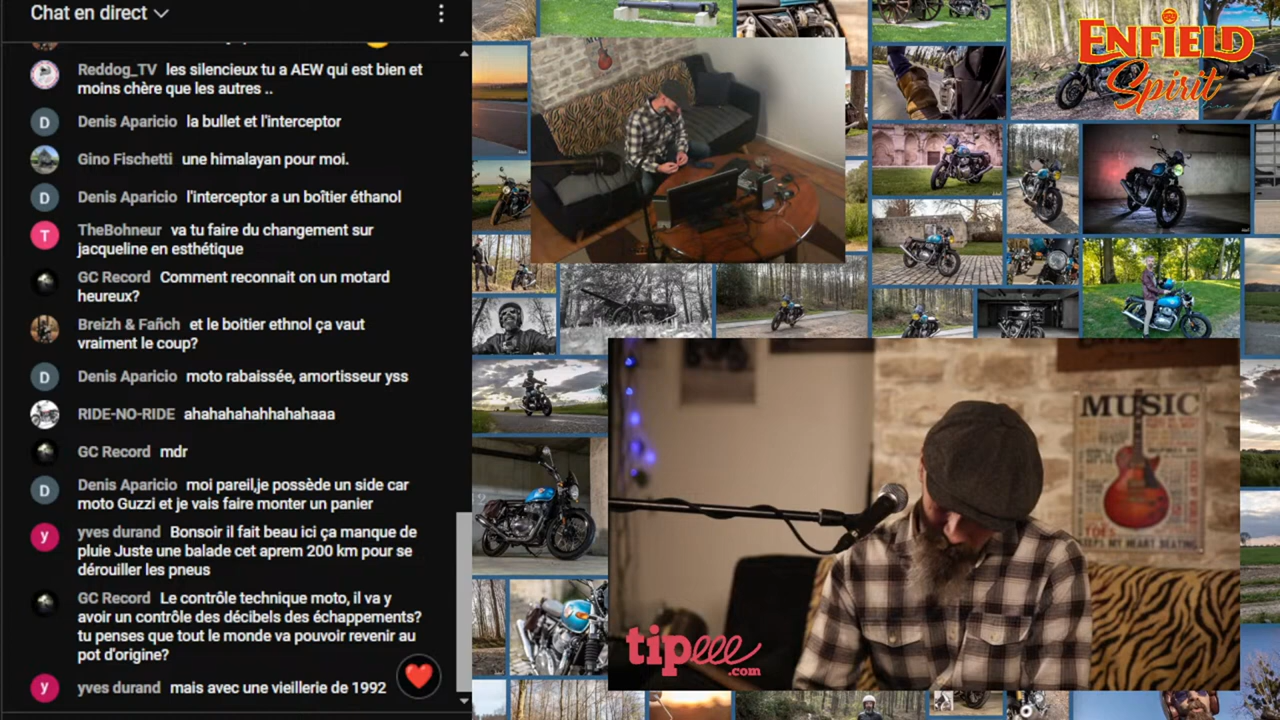 Chat en direct
Reddog_TV les silencieux tu a AEW qui est bien et
moins chère que les autres ..
D Denis Aparicio la bullet et l'interceptor
Gino Fischetti une himalayan pour moi.
D Denis Aparicio l'interceptor a un boîtier éthanol
T TheBohneur va tu faire du changement sur
jacqueline en esthétique
GC Record Comment reconnait on un motard
heureux?
Breizh & Fañch et le boitier ethnol ça vaut
vraiment le coup?
D Denis Aparicio moto rabaissée, amortisseur yss
RIDE-NO-RIDE ahahahahahhahahaaa
GC Record mdr
D Denis Aparicio moi pareil,je possède un side car
moto Guzzi et je vais faire monter un panier
y yves durand Bonsoir il fait beau ici ça manque de
pluie Juste une balade cet aprem 200 km pour se
dérouiller les pneus
GC Record Le contrôle technique moto, il va y
avoir un contrôle des décibels des échappements?
tu penses que tout le monde va pouvoir revenir au
pot d'origine?
y yves durand mais avec une vieillerie de 1992
ENFIELD
Spirit
MUSIC
tipeee
.com